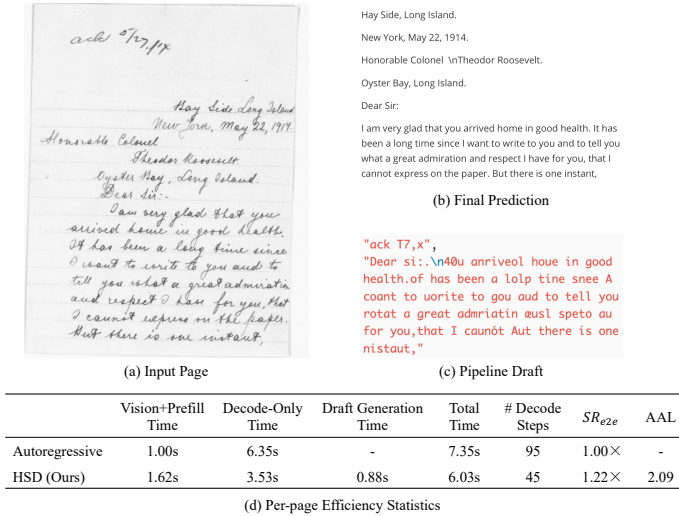 ack 5/27/14
Bay Side Long Island
New York, May 22, 1914.
Honorable Colonel
Theodor Roosevelt.
Oyster Bay, Long Island.
Dear Sir:-
I am very glad that you
arrived home in good health.
It has been a long time since
I want to write to you and to
tell you what a great admiration
and respect I have for you, that
I cannot express on the paper.
But there is one instant,
(a) Input Page
Hay Side, Long Island.
New York, May 22, 1914.
Honorable Colonel \nTheodor Roosevelt.
Oyster Bay, Long Island.
Dear Sir:
I am very glad that you arrived home in good health. It has
been a long time since I want to write to you and to tell you
what a great admiration and respect I have for you, that I
cannot express on the paper. But there is one instant,
(b) Final Prediction
"ack T7,x",
"Dear si:.\n40u anriveol houe in good
health.of has been a lolp tine snee A
coant to uorite to gou aud to tell you
rotat a great admriatin æusl speto au
for you,that I caunót Aut there is one
nistaut,"
(c) Pipeline Draft
Vision+Prefill Time Decode-Only Time Draft Generation Time Total Time # Decode Steps SRe2e AAL
Autoregressive 1.00s 6.35s - 7.35s 95 1.00× -
HSD (Ours) 1.62s 3.53s 0.88s 6.03s 45 1.22× 2.09
(d) Per-page Efficiency Statistics